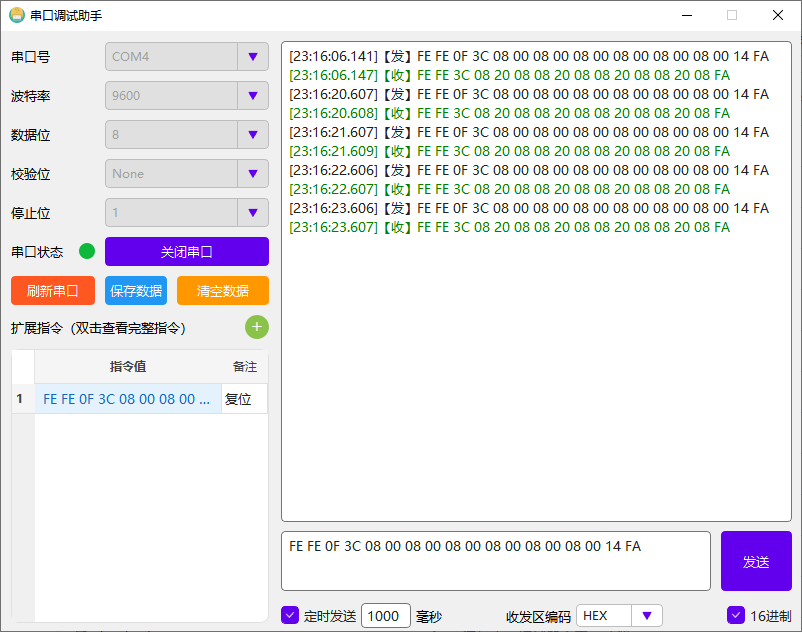 串口调试助手
串口号 COM4
波特率 9600
数据位 8
校验位 None
停止位 1
串口状态 关闭串口
刷新串口 保存数据 清空数据
扩展指令（双击查看完整指令）
指令值 备注
1 FE FE 0F 3C 08 00 08 00 ... 复位
[23:16:06.141]【发】FE FE 0F 3C 08 00 08 00 08 00 08 00 08 00 08 00 14 FA
[23:16:06.147]【收】FE FE 3C 08 20 08 08 20 08 08 20 08 08 20 08 FA
[23:16:20.607]【发】FE FE 0F 3C 08 00 08 00 08 00 08 00 08 00 08 00 14 FA
[23:16:20.608]【收】FE FE 3C 08 20 08 08 20 08 08 20 08 08 20 08 FA
[23:16:21.607]【发】FE FE 0F 3C 08 00 08 00 08 00 08 00 08 00 08 00 14 FA
[23:16:21.609]【收】FE FE 3C 08 20 08 08 20 08 08 20 08 08 20 08 FA
[23:16:22.606]【发】FE FE 0F 3C 08 00 08 00 08 00 08 00 08 00 08 00 14 FA
[23:16:22.607]【收】FE FE 3C 08 20 08 08 20 08 08 20 08 08 20 08 FA
[23:16:23.606]【发】FE FE 0F 3C 08 00 08 00 08 00 08 00 08 00 08 00 14 FA
[23:16:23.607]【收】FE FE 3C 08 20 08 08 20 08 08 20 08 08 20 08 FA
FE FE 0F 3C 08 00 08 00 08 00 08 00 08 00 08 00 14 FA
发送
定时发送 1000 毫秒 收发区编码 HEX 16进制